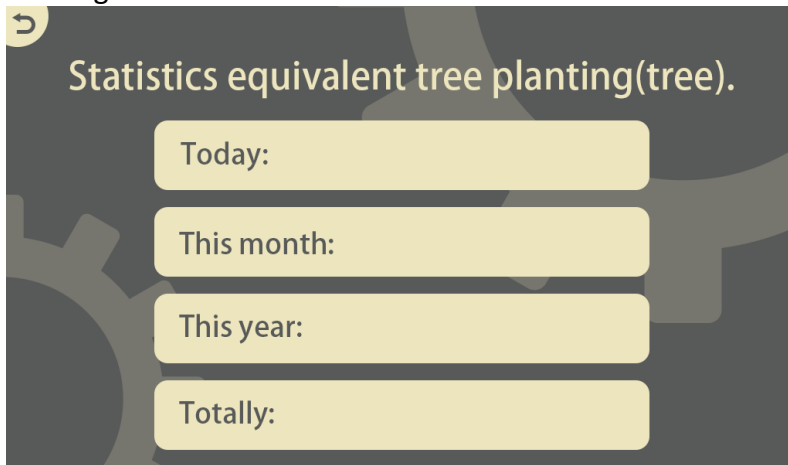 Statistics equivalent tree planting(tree).
Today:
This month:
This year:
Totally: